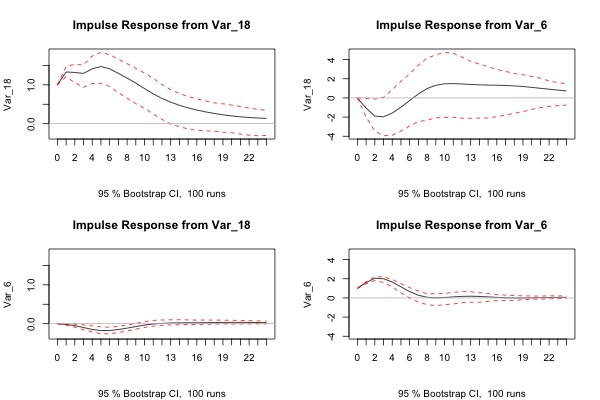 Impulse Response from Var_18
Impulse Response from Var_6
Var_18
0.0 1.0
0 2 4 6 8 10 13 16 19 22
95 % Bootstrap CI,  100 runs
Var_18
-4 -2 0 2 4
0 2 3 6 8 10 13 16 19 22
95 % Bootstrap CI,  100 runs
Impulse Response from Var_18
Impulse Response from Var_6
Var_6
0.0 1.0
0 2 4 6 8 10 13 16 19 22
95 % Bootstrap CI,  100 runs
Var_6
-4 -2 0 2 4
0 2 3 6 8 10 13 16 19 22
95 % Bootstrap CI,  100 runs